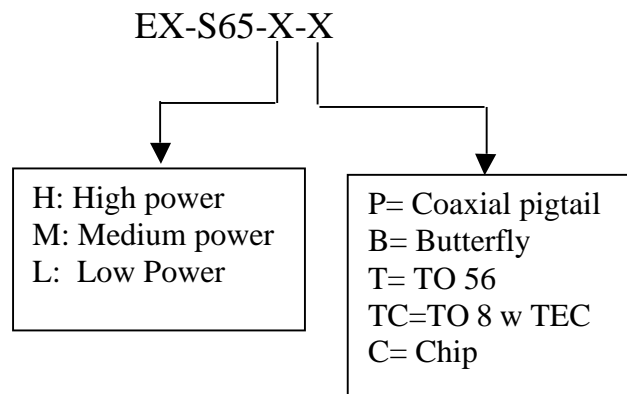 EX-S65-X-X
H: High power
M: Medium power
L: Low Power
P= Coaxial pigtail
B= Butterfly
T= TO 56
TC=TO 8 w TEC
C= Chip